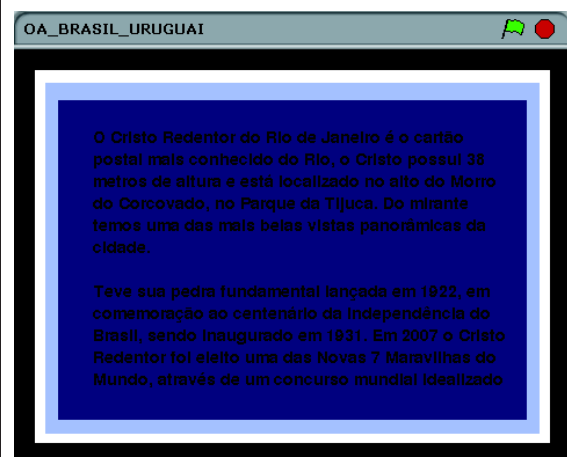 OA_BRASIL_URUGUAI
O Cristo Redentor do Rio de Janeiro é o cartão
postal mais conhecido do Rio, o Cristo possui 38
metros de altura e está localizado no alto do Morro
do Corcovado, no Parque da Tijuca. Do mirante
temos uma das mais belas vistas panorâmicas da
cidade.
Teve sua pedra fundamental lançada em 1922, em
comemoração ao centenário da Independência do
Brasil, sendo inaugurado em 1931. Em 2007 o Cristo
Redentor foi eleito uma das Novas 7 Maravilhas do
Mundo, através de um concurso mundial idealizado